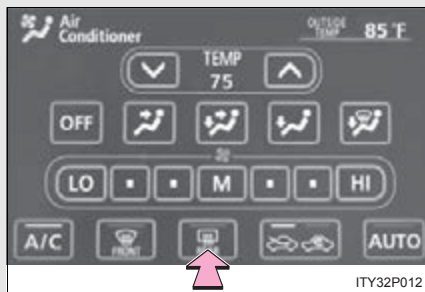 Air
Conditioner
OUTSIDE
TEMP
85°F
TEMP
75
OFF
LO
M
HI
A/C
FRONT
AUTO
ITY32P012